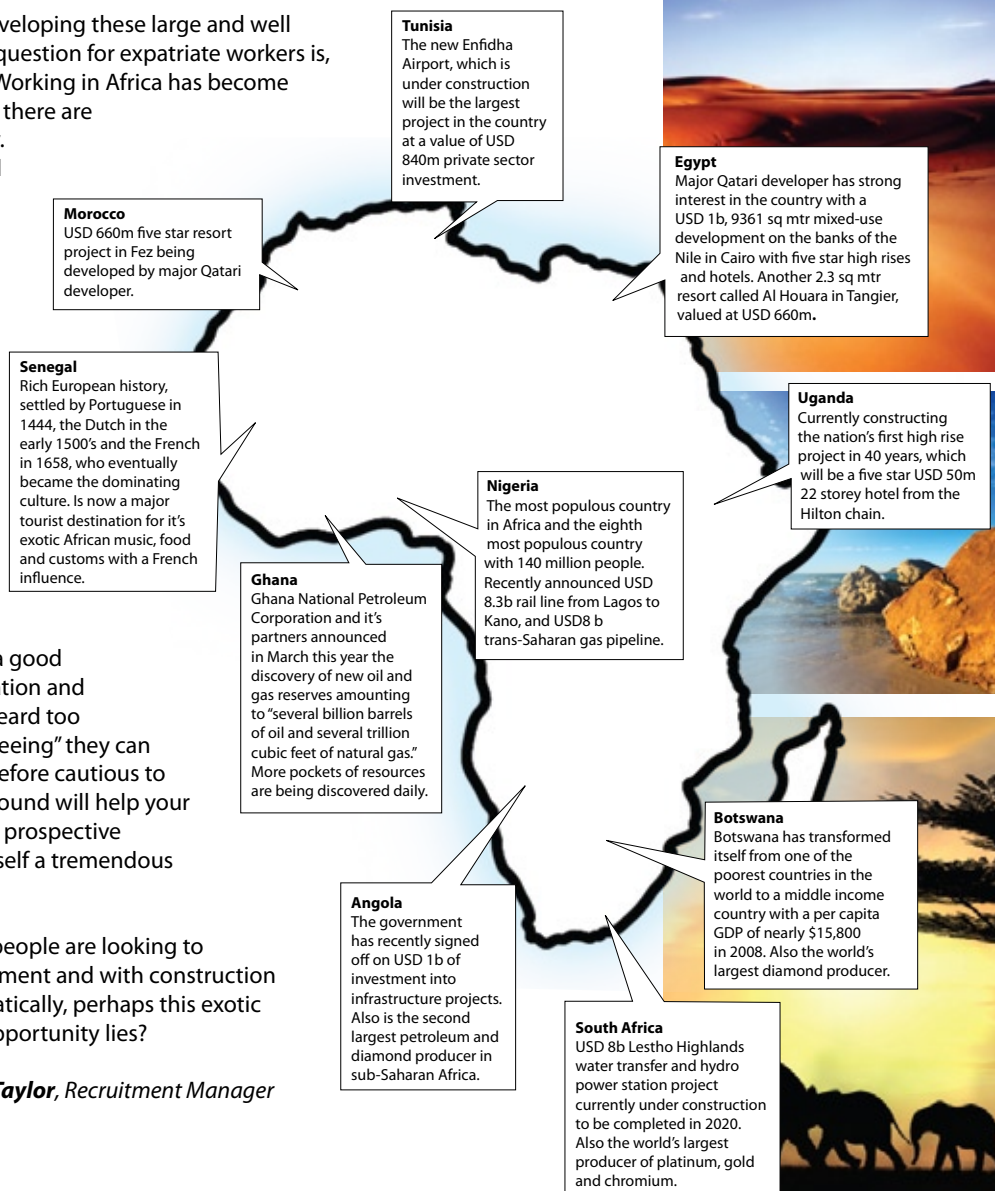 veloping these large and well
question for expatriate workers is,
Working in Africa has become
there are
Tunisia
The new Enfidha
Airport, which is
under construction
will be the largest
project in the country
at a value of USD
840m private sector
investment.
Egypt
Major Qatari developer has strong
interest in the country with a
USD 1b, 9361 sq mtr mixed-use
development on the banks of the
Nile in Cairo with five star high rises
and hotels. Another 2.3 sq mtr
resort called Al Houara in Tangier,
valued at USD 660m.
Morocco
USD 660m five star resort
project in Fez being
developed by major Qatari
developer.
Senegal
Rich European history,
settled by Portuguese in
1444, the Dutch in the
early 1500's and the French
in 1658, who eventually
became the dominating
culture. Is now a major
tourist destination for it's
exotic African music, food
and customs with a French
influence.
Uganda
Currently constructing
the nation's first high rise
project in 40 years, which
will be a five star USD 50m
22 storey hotel from the
Hilton chain.
Nigeria
The most populous country
in Africa and the eighth
most populous country
with 140 million people.
Recently announced USD
8.3b rail line from Lagos to
Kano, and USD8 b
trans-Saharan gas pipeline.
Ghana
Ghana National Petroleum
Corporation and it's
partners announced
in March this year the
discovery of new oil and
gas reserves amounting
to "several billion barrels
of oil and several trillion
cubic feet of natural gas."
More pockets of resources
are being discovered daily.
a good
tion and
eard too
eeing" they can
efore cautious to
ound will help your
prospective
self a tremendous
Botswana
Botswana has transformed
itself from one of the
poorest countries in the
world to a middle income
country with a per capita
GDP of nearly $15,800
in 2008. Also the world's
largest diamond producer.
Angola
The government
has recently signed
off on USD 1b of
investment into
infrastructure projects.
Also is the second
largest petroleum and
diamond producer in
sub-Saharan Africa.
people are looking to
ment and with construction
atically, perhaps this exotic
pportunity lies?
Taylor, Recruitment Manager
South Africa
USD 8b Lestho Highlands
water transfer and hydro
power station project
currently under construction
to be completed in 2020.
Also the world's largest
producer of platinum, gold
and chromium.